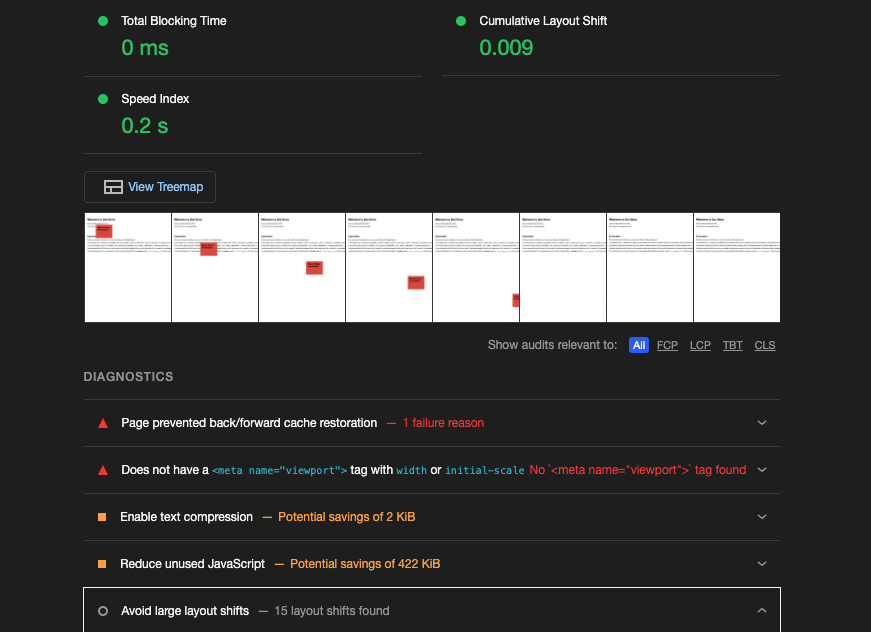 Total Blocking Time
0 ms
Cumulative Layout Shift
0.009
Speed Index
0.2 s
View Treemap
Show audits relevant to: All FCP LCP TBT CLS
DIAGNOSTICS
Page prevented back/forward cache restoration — 1 failure reason
Does not have a <meta name="viewport"> tag with width or initial-scale No `<meta name="viewport">` tag found
Enable text compression — Potential savings of 2 KiB
Reduce unused JavaScript — Potential savings of 422 KiB
Avoid large layout shifts — 15 layout shifts found